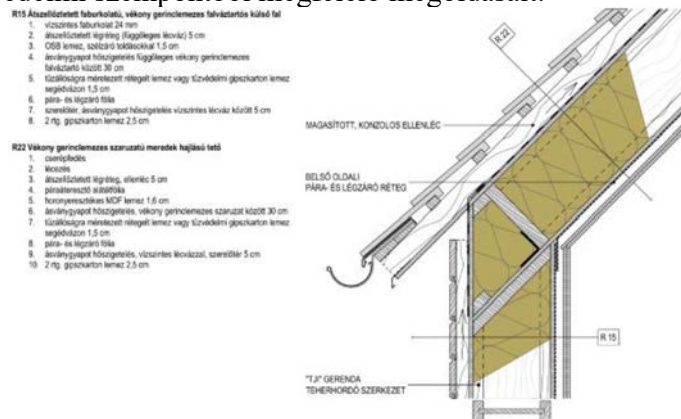 R15 Átszellőztetett faburkolatú, vékony gerinclemezes falváztartós külső fal
1. vízszintes faburkolat 24 mm
2. átszellőztetett légréteg (függőleges lécváz) 5 cm
3. OSB lemez, szélzáró toldásokkal 1,5 cm
4. ásványgyapot hőszigetelés függőleges vékony gerinclemezes
falváztartó között 30 cm
5. tűzállóságra méretezett rétegelt lemez vagy tűzvédelmi gipszkarton lemez
segédvázon 1,5 cm
6. pára- és légzáró fólia
7. szerelőtér, ásványgyapot hőszigetelés vízszintes lécváz között 5 cm
8. 2 rtg. gipszkarton lemez 2,5 cm
R22 Vékony gerinclemezes szaruzatú meredek hajlású tető
1. cserépfedés
2. lécezés
3. átszellőztetett légréteg, ellenléc 5 cm
4. páraáteresztő alátétfólia
5. horonyeresztékes MDF lemez 1,6 cm
6. ásványgyapot hőszigetelés, vékony gerinclemezes szaruzat között 30 cm
7. tűzállóságra méretezett rétegelt lemez vagy tűzvédelmi gipszkarton lemez
segédvázon 1,5 cm
8. pára- és légzáró fólia
9. ásványgyapot hőszigetelés, vízszintes lécvázzal, szerelőtér 5 cm
10. 2 rtg. gipszkarton lemez 2,5 cm
R 22
MAGASÍTOTT, KONZOLOS ELLENLÉC
BELSŐ OLDALI
PÁRA- ÉS LÉGZÁRÓ RÉTEG
R 15
"TJI" GERENDA
TEHERHORDÓ SZERKEZET